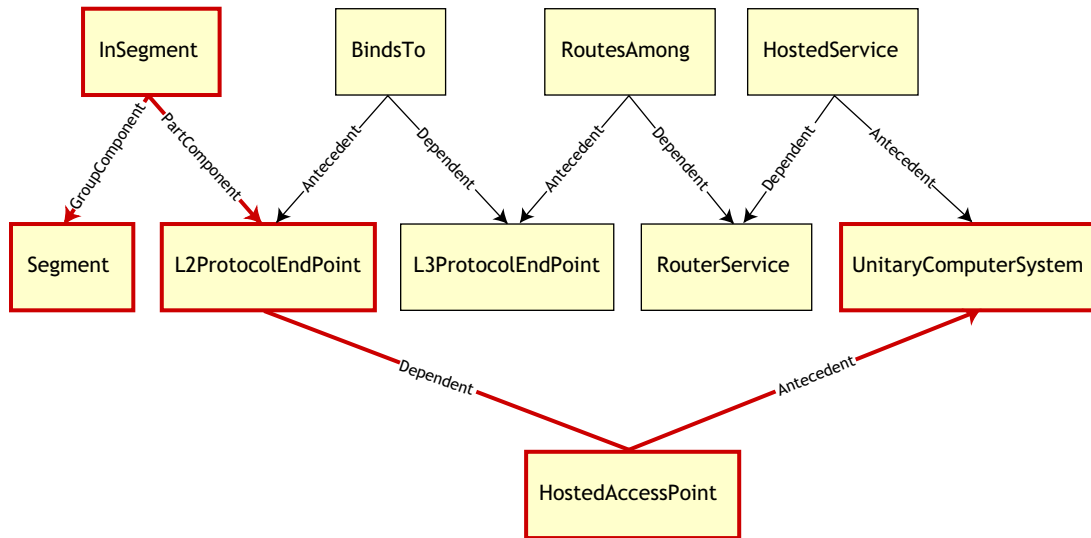 InSegment
BindsTo
RoutesAmong
HostedService
GroupComponent
PartComponent
Antecedent
Dependent
Antecedent
Dependent
Dependent
Antecedent
Segment
L2ProtocolEndPoint
L3ProtocolEndPoint
RouterService
UnitaryComputerSystem
Dependent
Antecedent
HostedAccessPoint